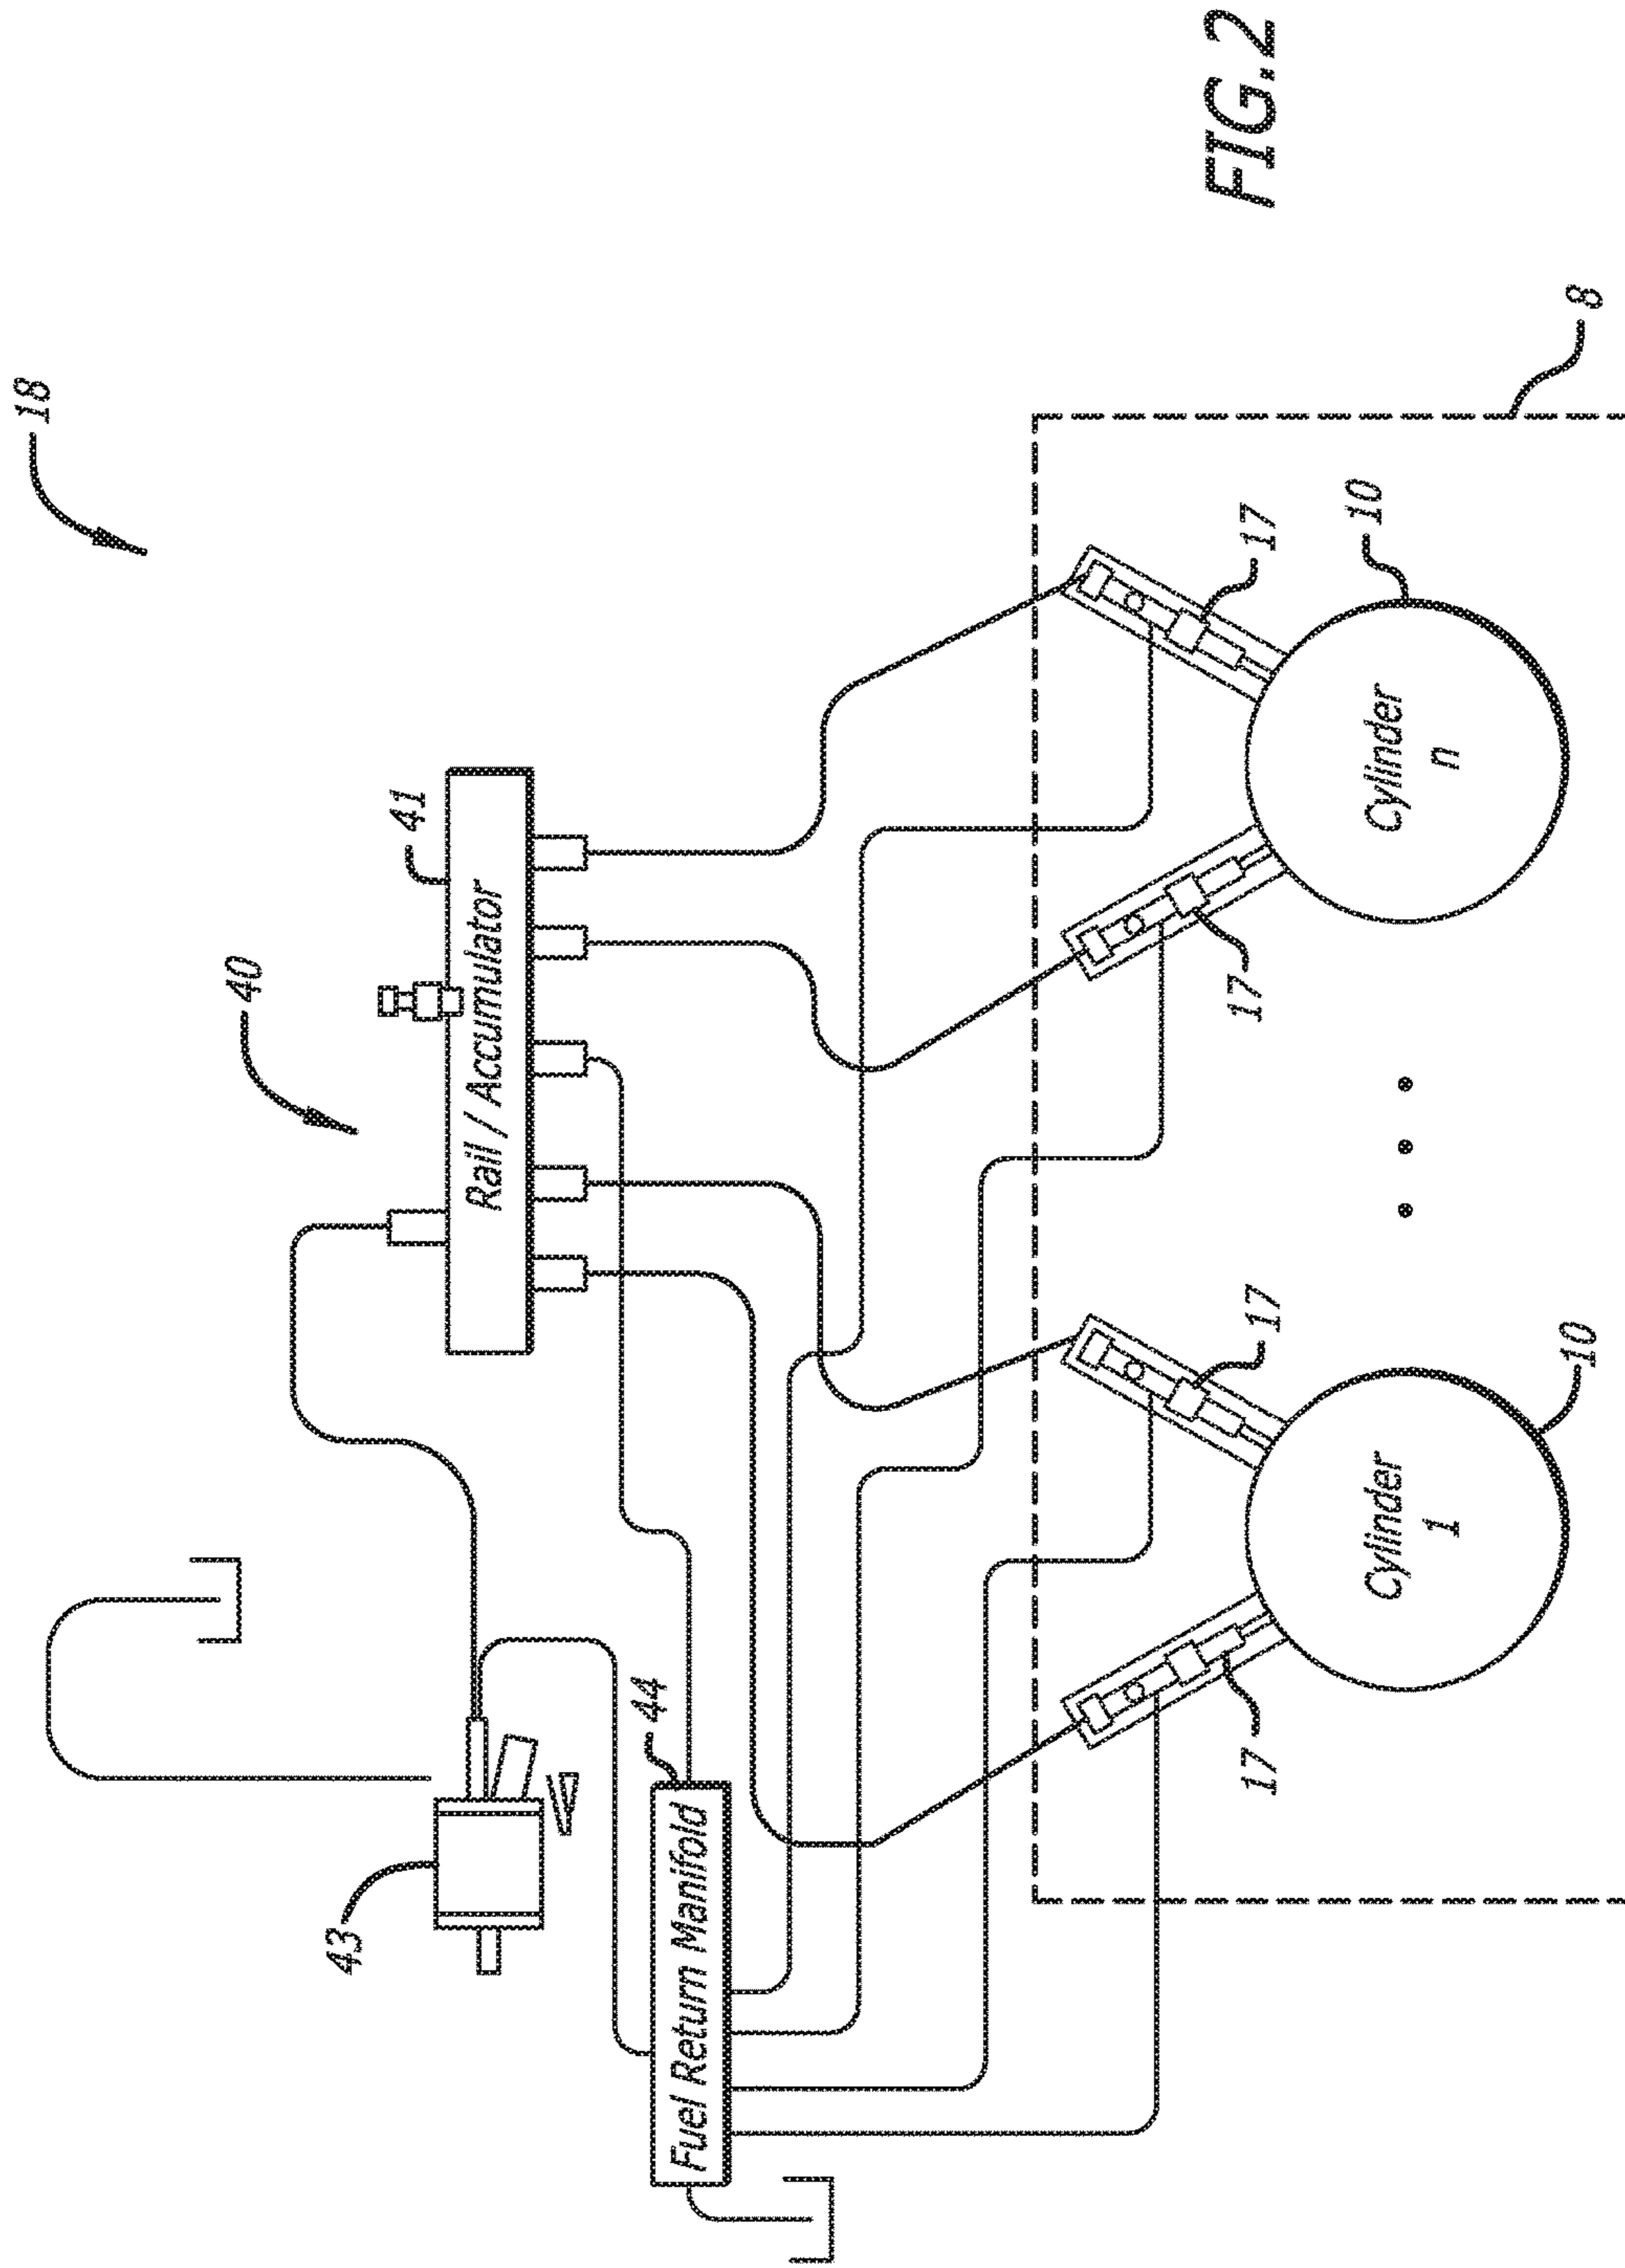 18
40
41
Rail / Accumulator
43
44
Fuel Return Manifold
17
17
17
17
10
10
Cylinder
1
Cylinder
n
8
FIG.2